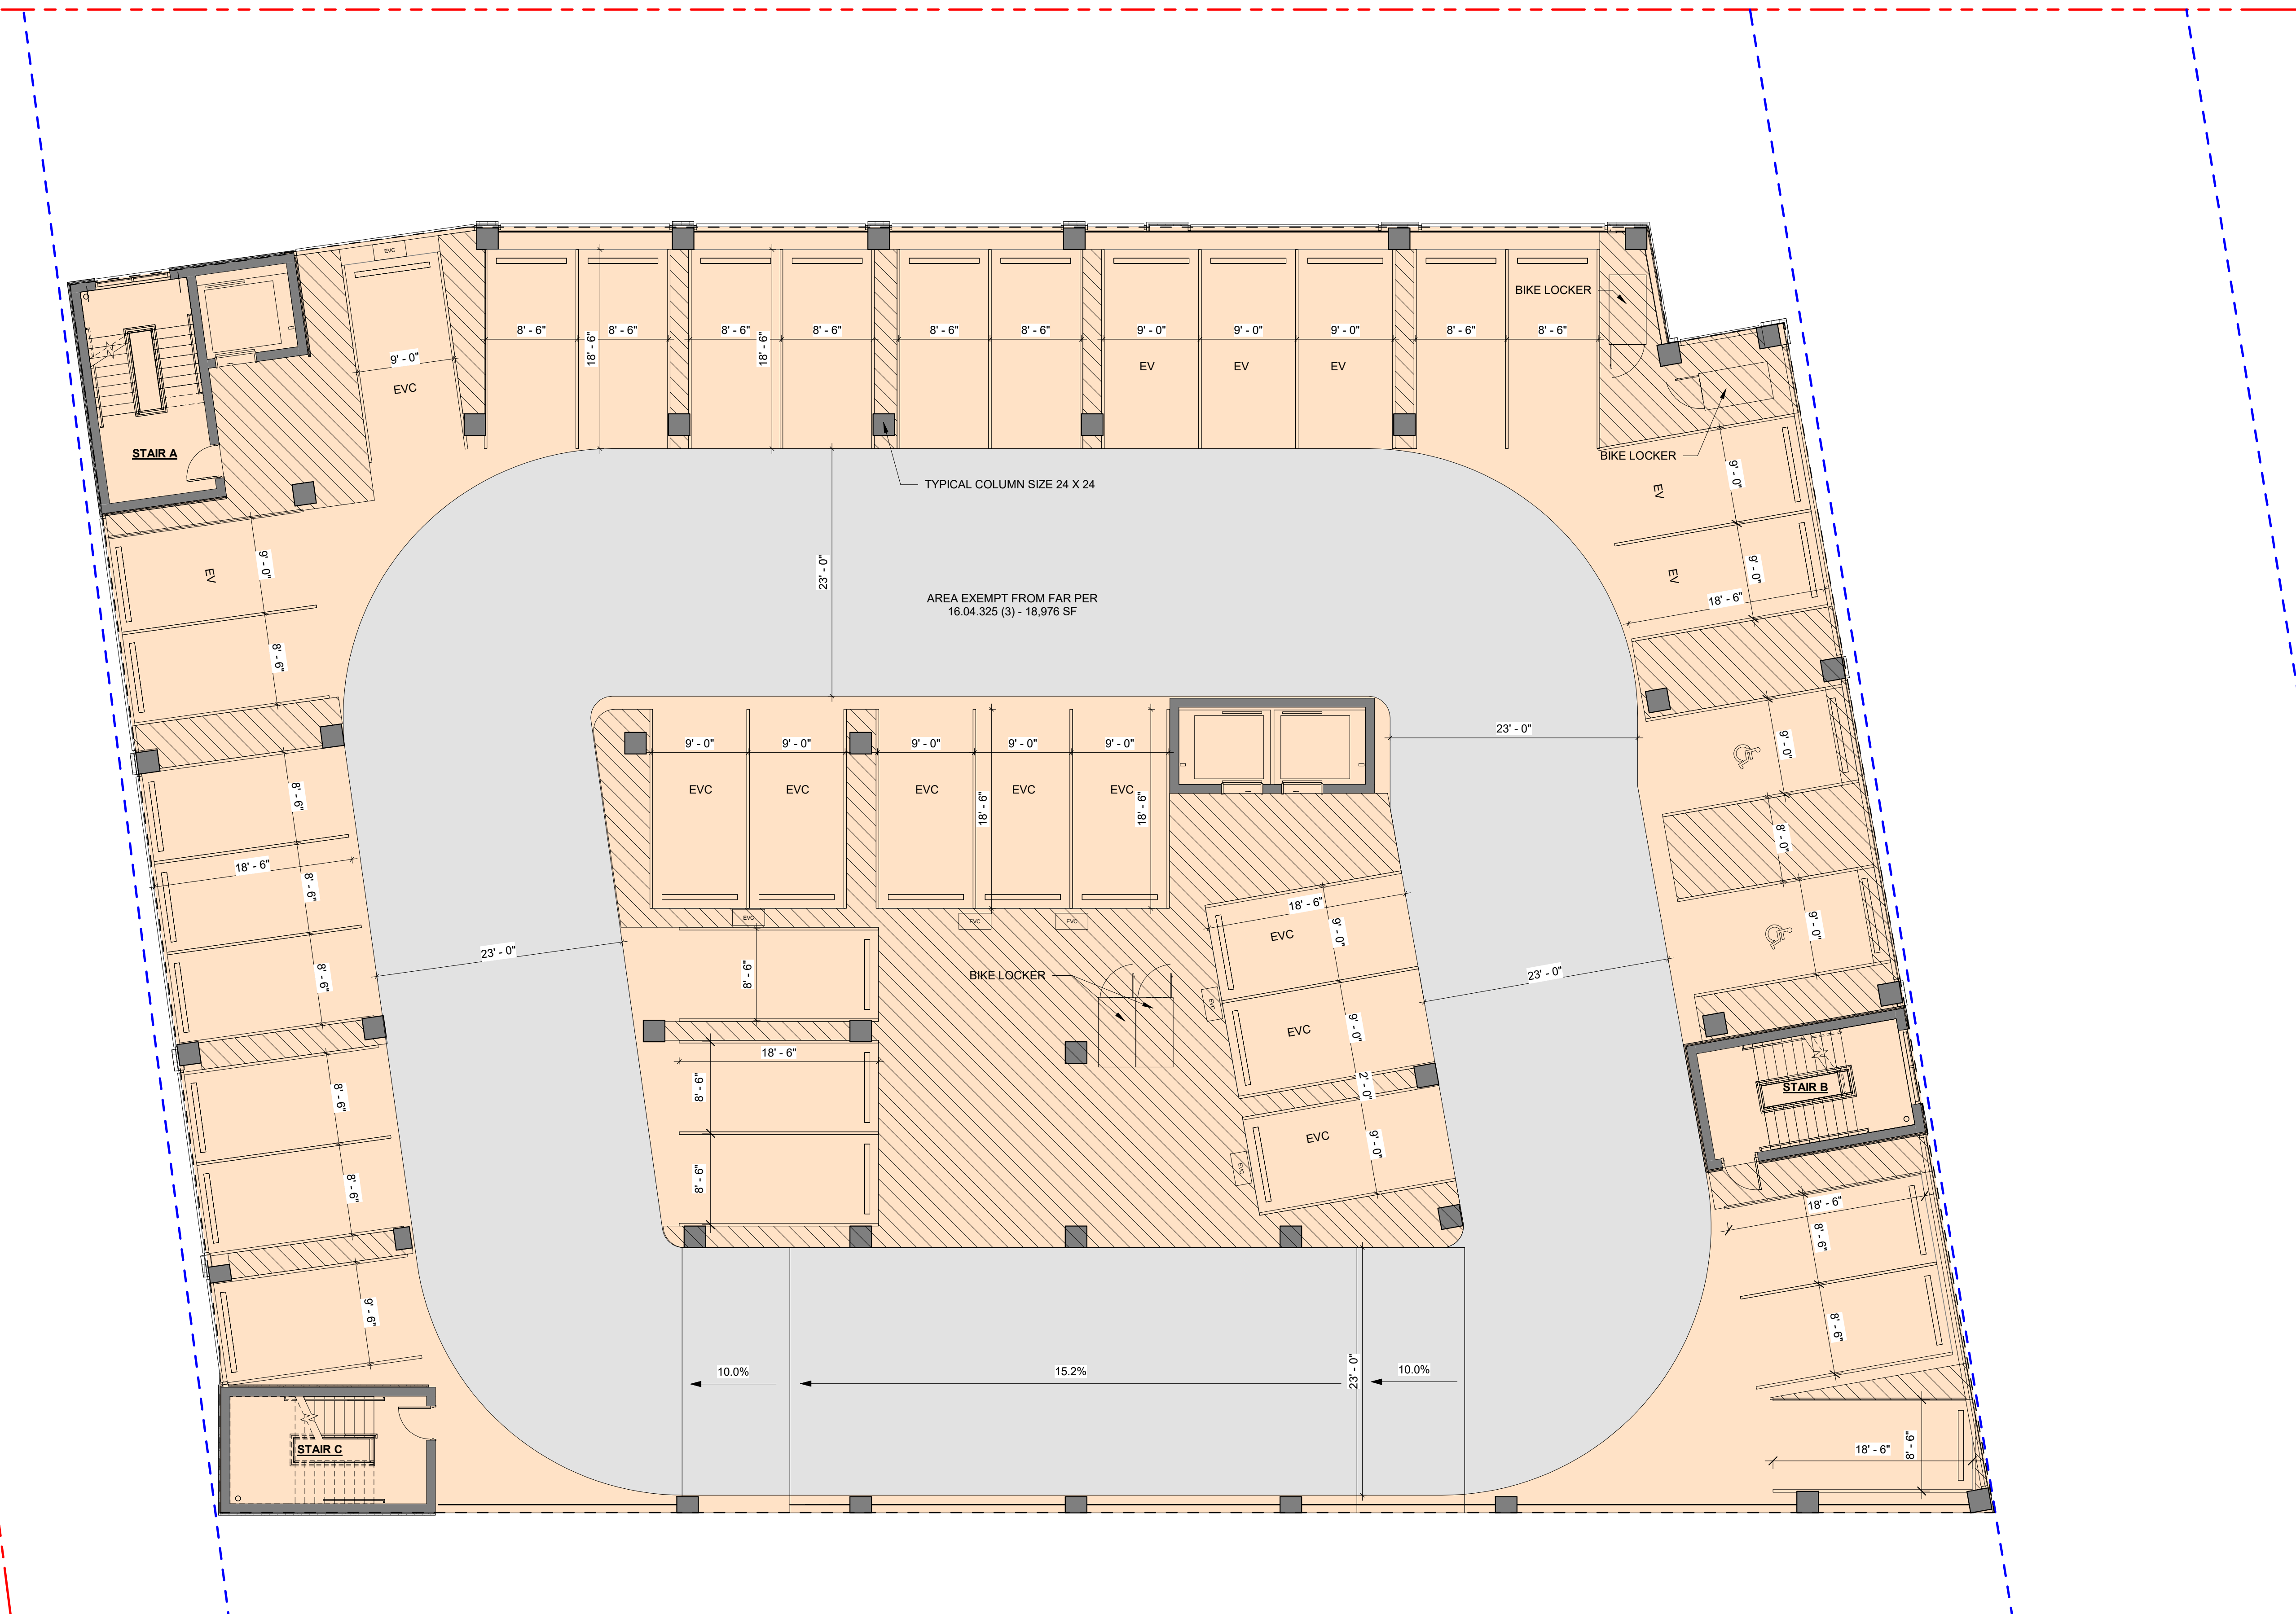 EVC
BIKE LOCKER
8' - 6"
8' - 6"
8' - 6"
8' - 6"
8' - 6"
8' - 6"
9' - 0"
9' - 0"
9' - 0"
8' - 6"
8' - 6"
18' - 6"
18' - 6"
9' - 0"
EVC
EV
EV
EV
STAIR A
BIKE LOCKER
TYPICAL COLUMN SIZE 24 X 24
9' - 0"
EV
9' - 0"
EV
9' - 0"
EV
18' - 6"
23' - 0"
AREA EXEMPT FROM FAR PER
16.04.325 (3) - 18,976 SF
8' - 6"
23' - 0"
9' - 0"
9' - 0"
9' - 0"
9' - 0"
9' - 0"
9' - 0"
EVC
EVC
EVC
EVC
EVC
18' - 6"
18' - 6"
8' - 6"
8' - 0"
18' - 6"
8' - 6"
18' - 6"
9' - 0"
EVC
EVC
EVC
EVC
9' - 0"
23' - 0"
8' - 6"
8' - 6"
BIKE LOCKER
23' - 0"
EVC
EVC
9' - 0"
18' - 6"
8' - 6"
8' - 6"
2' - 0"
STAIR B
EVC
EVC
9' - 0"
8' - 6"
8' - 6"
18' - 6"
8' - 6"
9' - 6"
8' - 6"
10.0%
15.2%
23' - 0"
10.0%
STAIR C
18' - 6"
8' - 6"